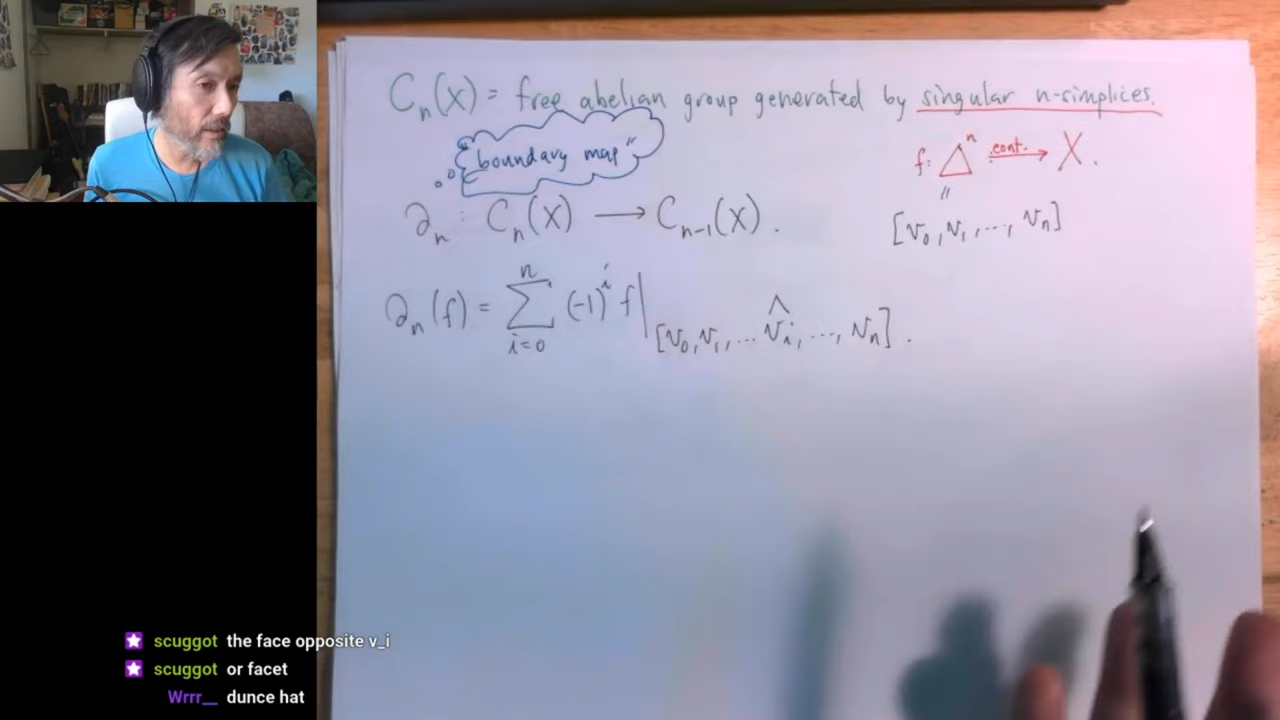 Cₙ(X) = free abelian group generated by singular n-simplices.
"boundary map"
f: Δⁿ cont. → X.
∂ₙ : Cₙ(X) → Cₙ₋₁(X).
"
[v₀, v₁, ..., vₙ]
∂ₙ(f) = Σ_{i=0}^{n} (-1)ⁱ f|_{[v₀, v₁, ... v̂ᵢ, ..., vₙ]}.
scuggot the face opposite v_i
scuggot or facet
Wrrr__ dunce hat